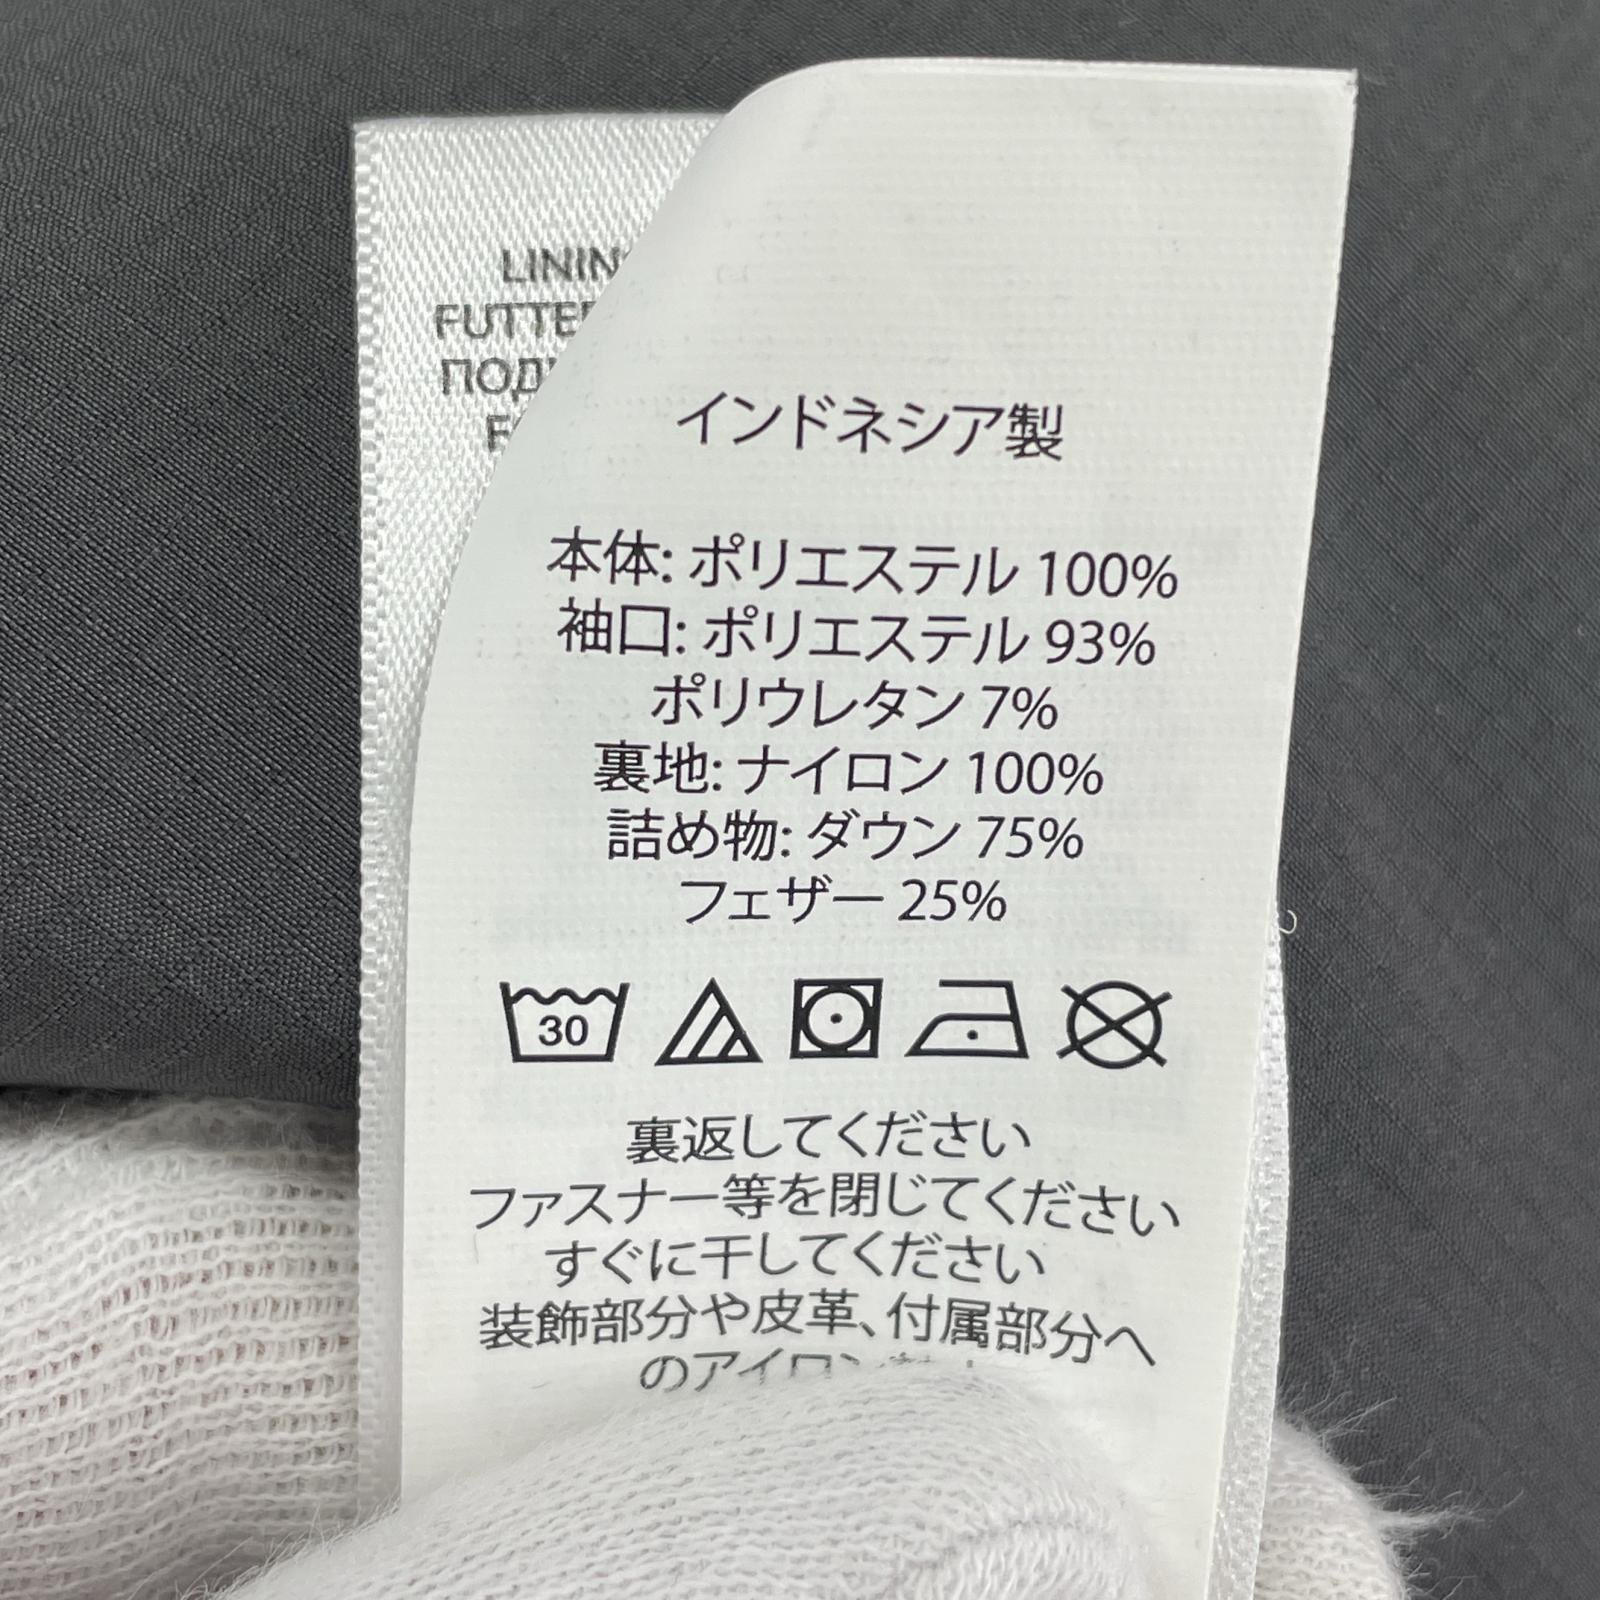 インドネシア製
本体: ポリエステル 100%
袖口: ポリエステル 93%
ポリウレタン 7%
裏地: ナイロン 100%
詰め物: ダウン 75%
フェザー 25%
30
裏返してください
ファスナー等を閉じてください
すぐに干してください
装飾部分や皮革、付属部分へ
のアイロン